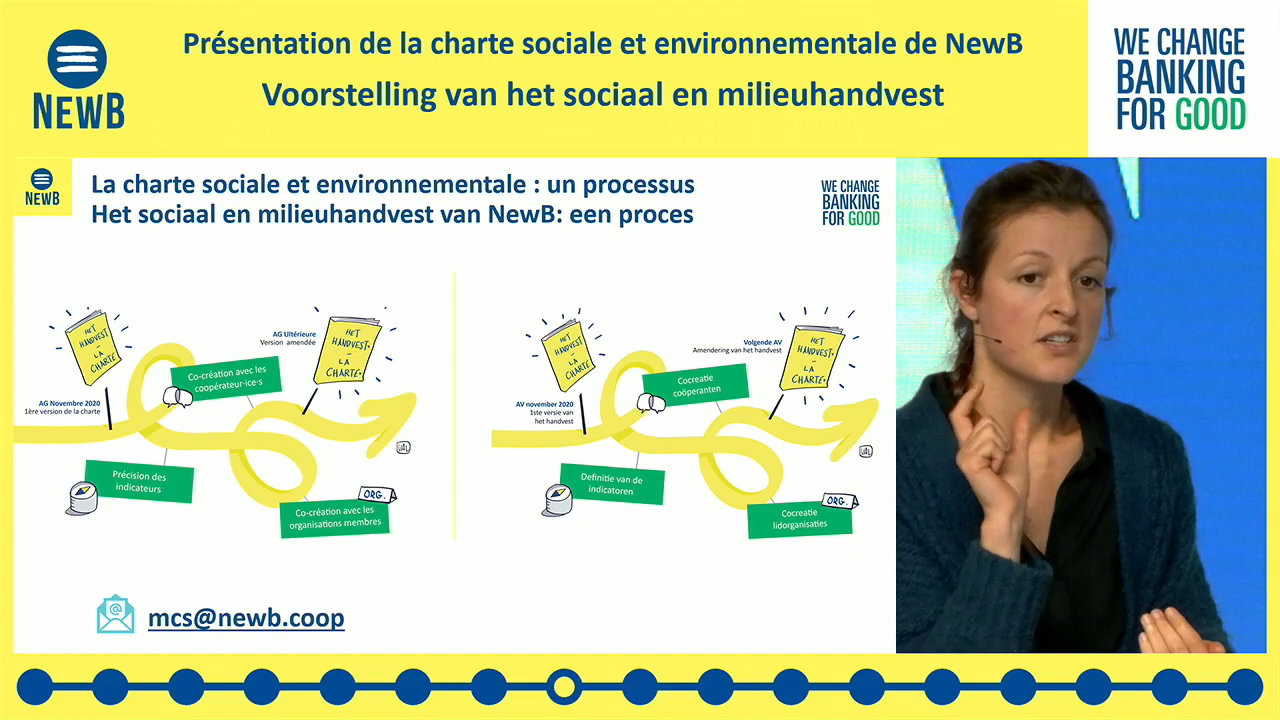 NEWB
Présentation de la charte sociale et environnementale de NewB
Voorstelling van het sociaal en milieuhandvest
WE CHANGE
BANKING
FOR GOOD
NEWB
La charte sociale et environnementale : un processus
Het sociaal en milieuhandvest van NewB: een proces
WE CHANGE
BANKING
FOR GOOD
HET
HANDVEST
-
LA
CHARTE
AG Novembre 2020
1ère version de la charte
Co-création avec les
coopérateur·ice·s
AG Ultérieure
Version amendée
HET
HANDVEST+
-
LA
CHARTE+
Précision des
indicateurs
ORG.
Co-création avec les
organisations membres
HET
HANDVEST
-
LA
CHARTE
AV november 2020
1ste versie van
het handvest
Cocreatie
coöperanten
Volgende AV
Amendering van het handvest
HET
HANDVEST+
-
LA
CHARTE+
Definitie van de
indicatoren
ORG.
Cocreatie
lidorganisaties
mcs@newb.coop